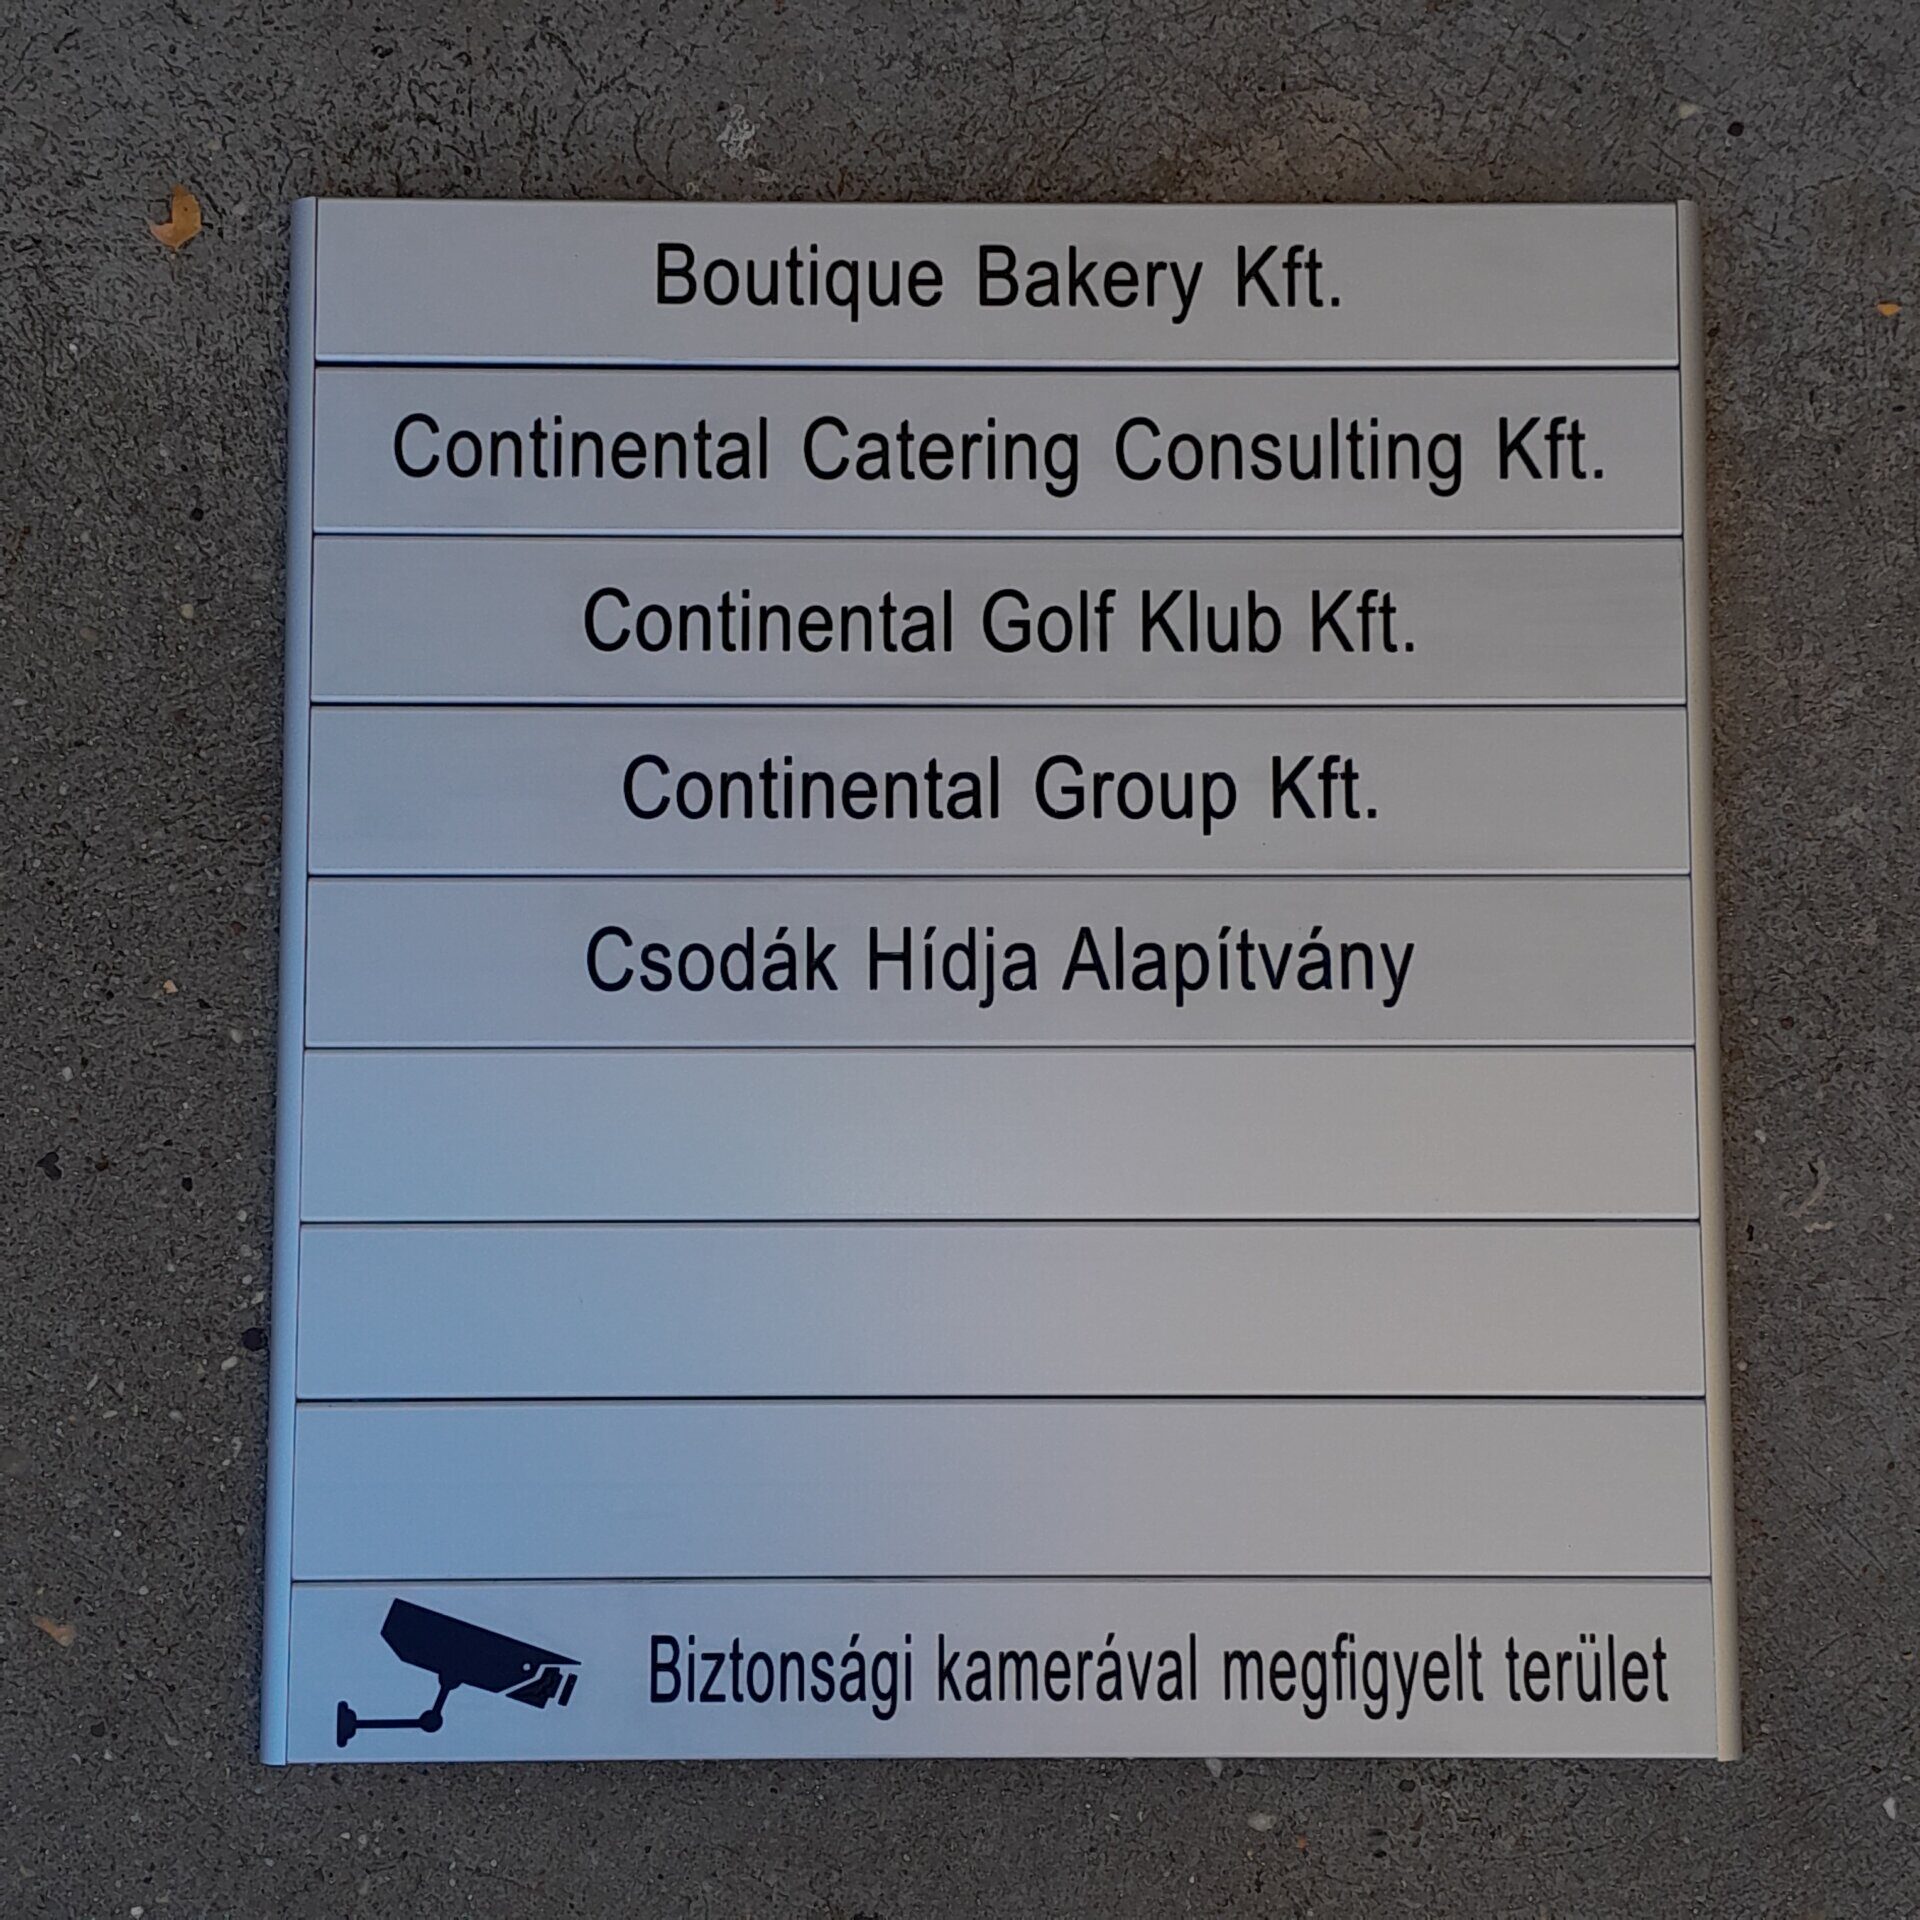 Boutique Bakery Kft.
Continental Catering Consulting Kft.
Continental Golf Klub Kft.
Continental Group Kft.
Csodák Hídja Alapítvány
Biztonsági kamerával megfigyelt terület